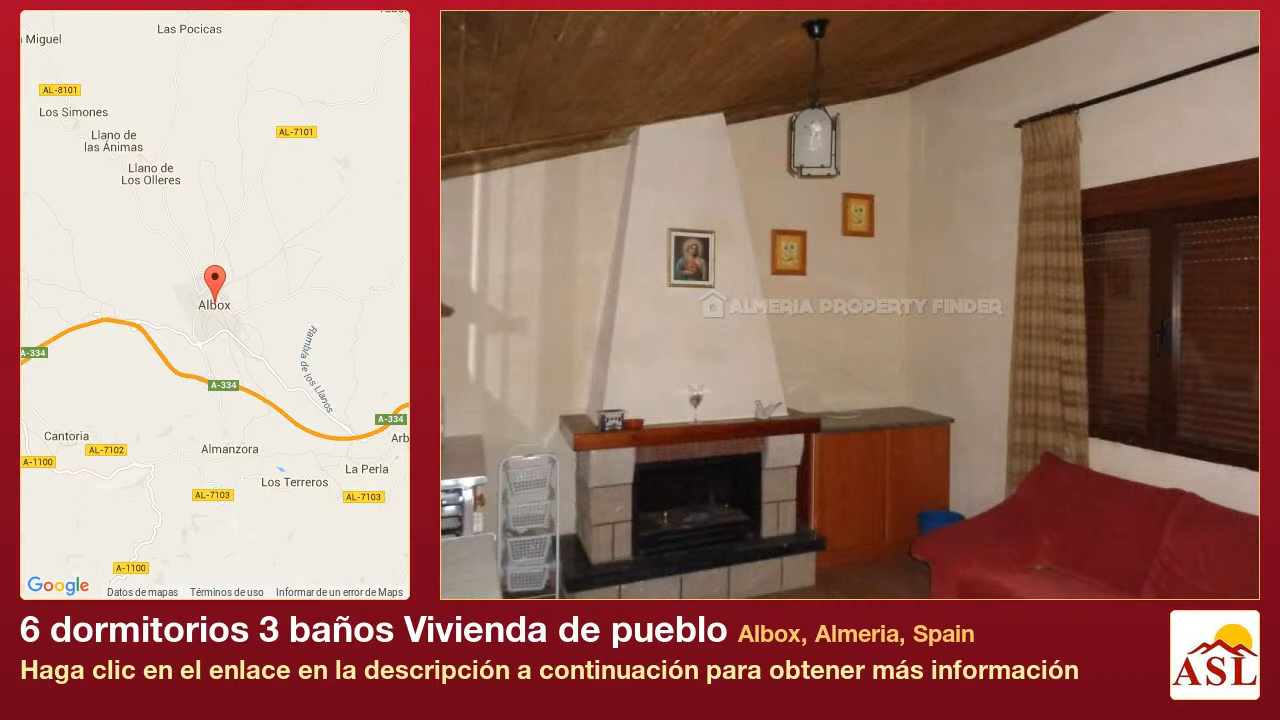 Las Pocicas
Miguel
AL-8101
Los Simones
AL-7101
Llano de
las Ánimas
Llano de
Los Olleres
Albox
Rambla de los Llanos
A-334
A-334
A-334
Cantoria
AL-7102
Almanzora
Arb
A-1100
La Perla
Los Terreros
AL-7103
AL-7103
A-1100
Google
Datos de mapas
Términos de uso
Informar de un error de Maps
ALMERIA PROPERTY FINDER
6 dormitorios 3 baños Vivienda de pueblo Albox, Almeria, Spain
Haga clic en el enlace en la descripción a continuación para obtener más información
ASL